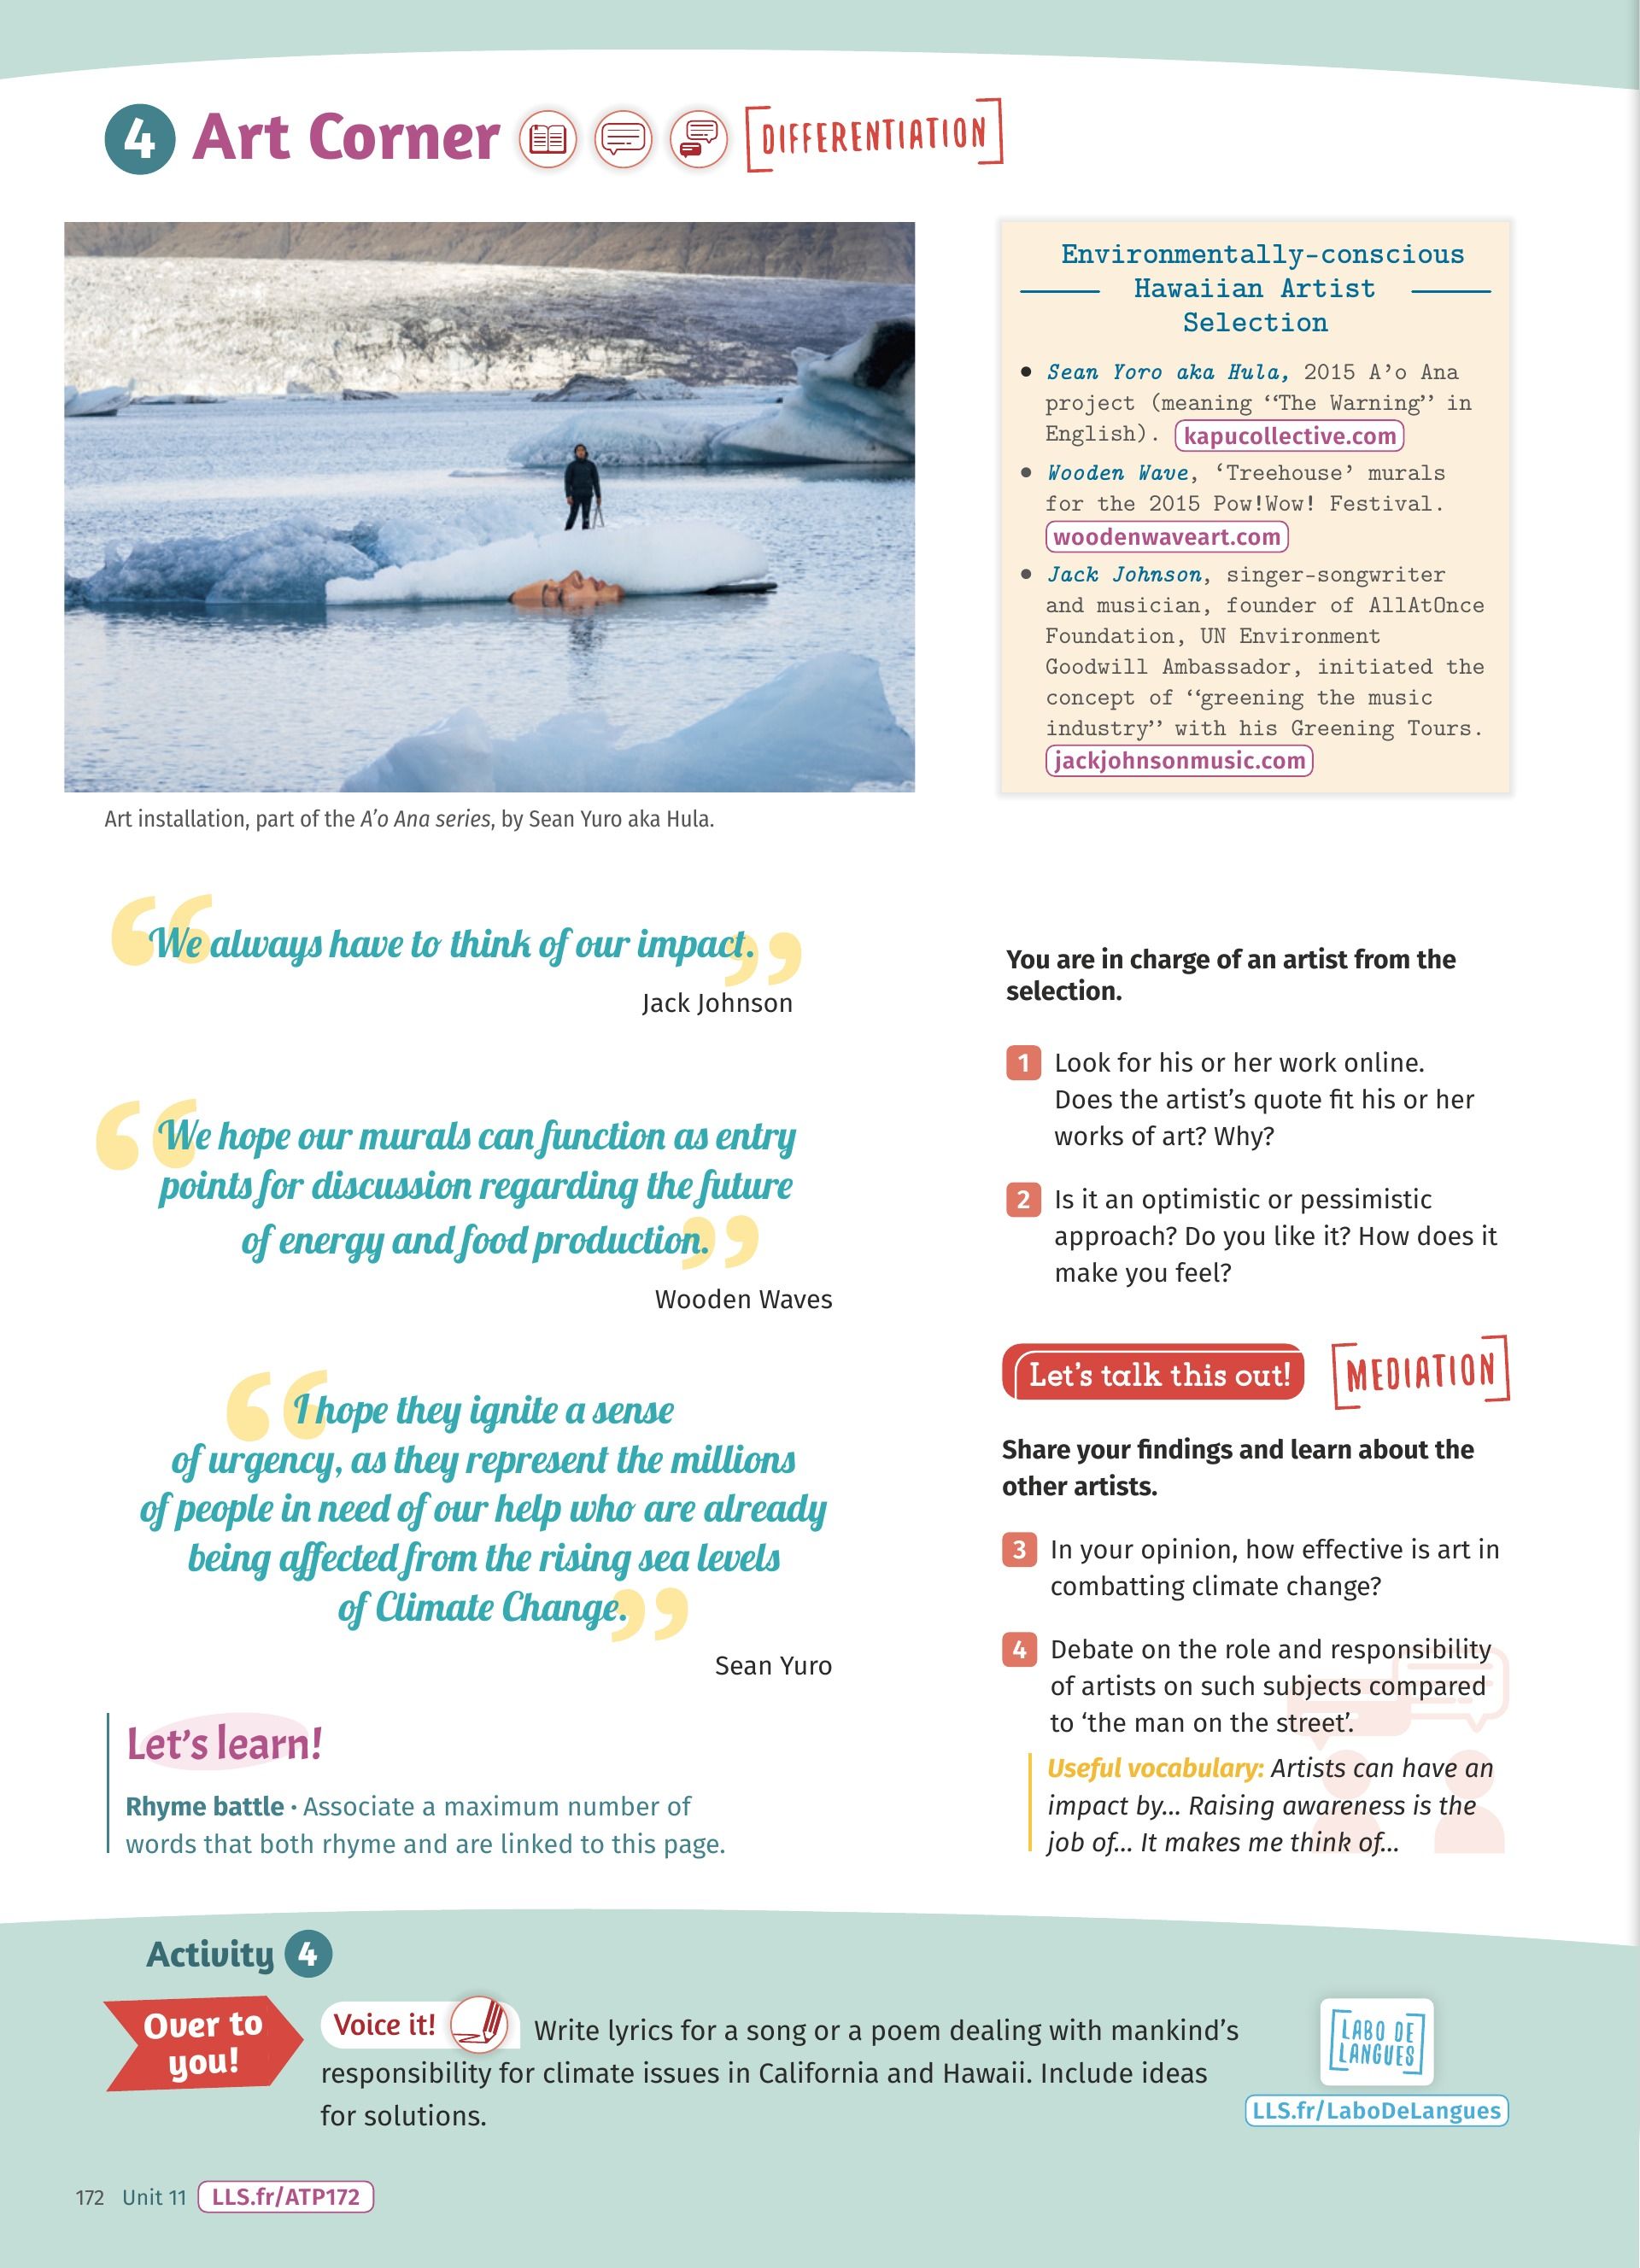 4 Art Corner [DIFFERENTIATION]
Environmentally-conscious
Hawaiian Artist
Selection
• Sean Yoro aka Hula, 2015 A’o Ana
project (meaning “The Warning” in
English). kapucollective.com
• Wooden Wave, ‘Treehouse’ murals
for the 2015 Pow!Wow! Festival.
woodenwaveart.com
• Jack Johnson, singer-songwriter
and musician, founder of AllAtOnce
Foundation, UN Environment
Goodwill Ambassador, initiated the
concept of “greening the music
industry” with his Greening Tours.
jackjohnsonmusic.com
Art installation, part of the A’o Ana series, by Sean Yuro aka Hula.
“We always have to think of our impact.”
Jack Johnson
“We hope our murals can function as entry
points for discussion regarding the future
of energy and food production.”
Wooden Waves
“I hope they ignite a sense
of urgency, as they represent the millions
of people in need of our help who are already
being affected from the rising sea levels
of Climate Change.”
Sean Yuro
Let’s learn!
Rhyme battle • Associate a maximum number of
words that both rhyme and are linked to this page.
You are in charge of an artist from the
selection.
1 Look for his or her work online.
Does the artist’s quote fit his or her
works of art? Why?
2 Is it an optimistic or pessimistic
approach? Do you like it? How does it
make you feel?
Let’s talk this out! [MEDIATION]
Share your findings and learn about the
other artists.
3 In your opinion, how effective is art in
combatting climate change?
4 Debate on the role and responsibility
of artists on such subjects compared
to ‘the man on the street’.
Useful vocabulary: Artists can have an
impact by... Raising awareness is the
job of... It makes me think of...
Activity 4
Over to
you!
Voice it! Write lyrics for a song or a poem dealing with mankind’s
responsibility for climate issues in California and Hawaii. Include ideas
for solutions.
LABO DE
LANGUES
LLS.fr/LaboDeLangues
172 Unit 11 LLS.fr/ATP172